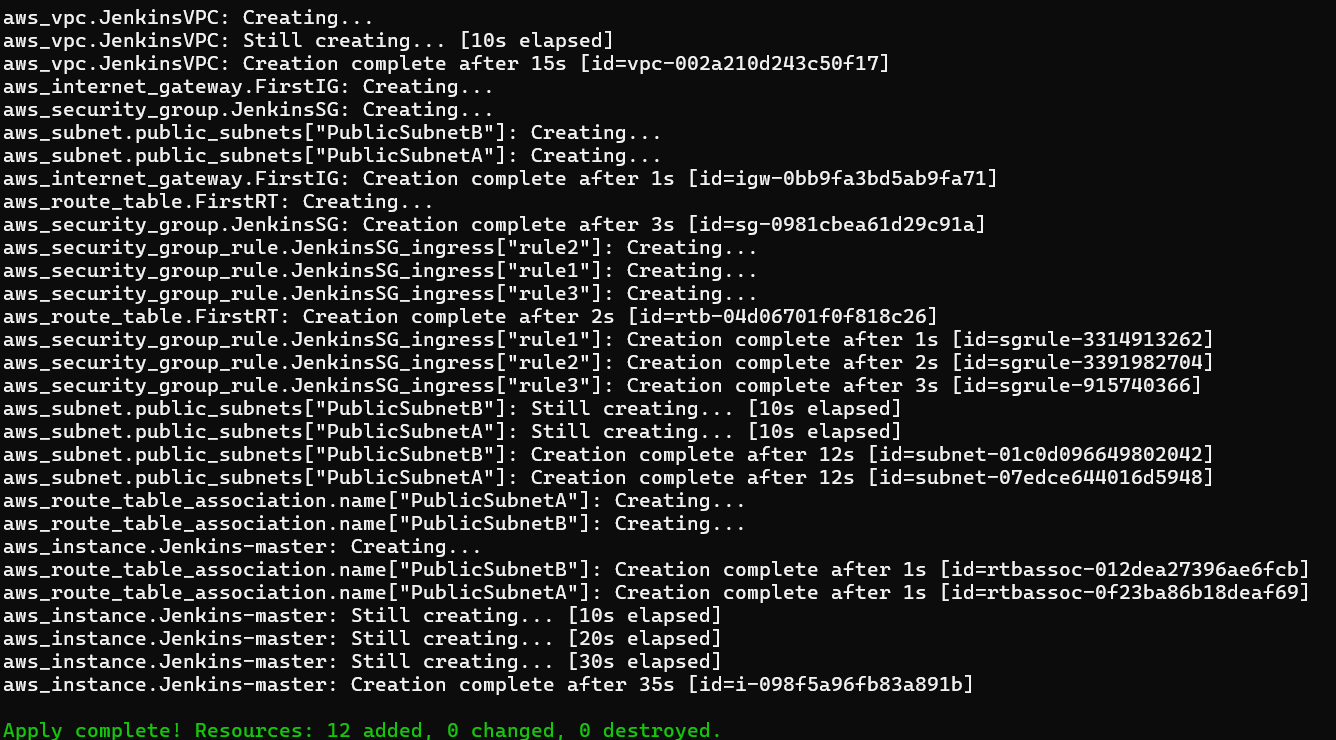 aws_vpc.JenkinsVPC: Creating...
aws_vpc.JenkinsVPC: Still creating... [10s elapsed]
aws_vpc.JenkinsVPC: Creation complete after 15s [id=vpc-002a210d243c50f17]
aws_internet_gateway.FirstIG: Creating...
aws_security_group.JenkinsSG: Creating...
aws_subnet.public_subnets["PublicSubnetB"]: Creating...
aws_subnet.public_subnets["PublicSubnetA"]: Creating...
aws_internet_gateway.FirstIG: Creation complete after 1s [id=igw-0bb9fa3bd5ab9fa71]
aws_route_table.FirstRT: Creating...
aws_security_group.JenkinsSG: Creation complete after 3s [id=sg-0981cbea61d29c91a]
aws_security_group_rule.JenkinsSG_ingress["rule2"]: Creating...
aws_security_group_rule.JenkinsSG_ingress["rule1"]: Creating...
aws_security_group_rule.JenkinsSG_ingress["rule3"]: Creating...
aws_route_table.FirstRT: Creation complete after 2s [id=rtb-04d06701f0f818c26]
aws_security_group_rule.JenkinsSG_ingress["rule1"]: Creation complete after 1s [id=sgrule-3314913262]
aws_security_group_rule.JenkinsSG_ingress["rule2"]: Creation complete after 2s [id=sgrule-3391982704]
aws_security_group_rule.JenkinsSG_ingress["rule3"]: Creation complete after 3s [id=sgrule-915740366]
aws_subnet.public_subnets["PublicSubnetB"]: Still creating... [10s elapsed]
aws_subnet.public_subnets["PublicSubnetA"]: Still creating... [10s elapsed]
aws_subnet.public_subnets["PublicSubnetB"]: Creation complete after 12s [id=subnet-01c0d096649802042]
aws_subnet.public_subnets["PublicSubnetA"]: Creation complete after 12s [id=subnet-07edce644016d5948]
aws_route_table_association.name["PublicSubnetA"]: Creating...
aws_route_table_association.name["PublicSubnetB"]: Creating...
aws_instance.Jenkins-master: Creating...
aws_route_table_association.name["PublicSubnetB"]: Creation complete after 1s [id=rtbassoc-012dea27396ae6fcb]
aws_route_table_association.name["PublicSubnetA"]: Creation complete after 1s [id=rtbassoc-0f23ba86b18deaf69]
aws_instance.Jenkins-master: Still creating... [10s elapsed]
aws_instance.Jenkins-master: Still creating... [20s elapsed]
aws_instance.Jenkins-master: Still creating... [30s elapsed]
aws_instance.Jenkins-master: Creation complete after 35s [id=i-098f5a96fb83a891b]
Apply complete! Resources: 12 added, 0 changed, 0 destroyed.